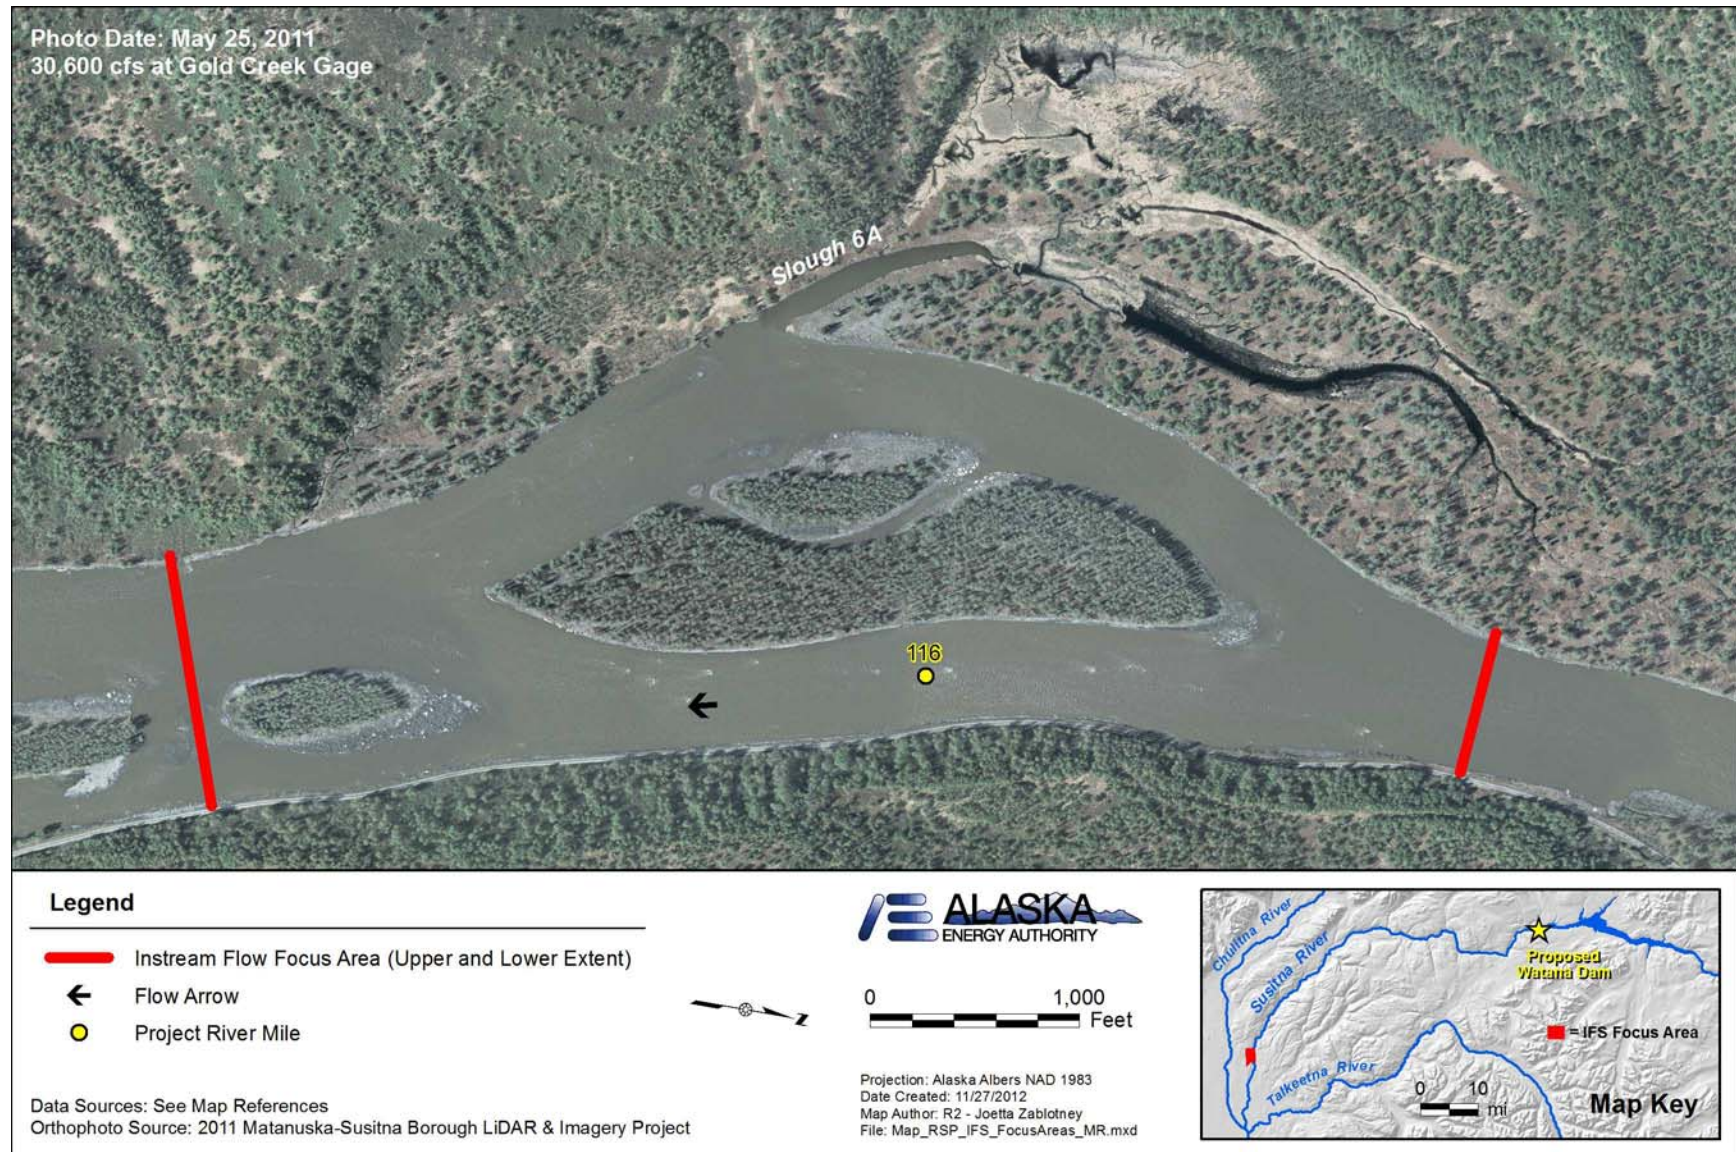 Photo Date: May 25, 2011
30,600 cfs at Gold Creek Gage
Slough 6A
116
Legend
Instream Flow Focus Area (Upper and Lower Extent)
Flow Arrow
Project River Mile
Data Sources: See Map References
Orthophoto Source: 2011 Matanuska-Susitna Borough LiDAR & Imagery Project
N
ALASKA
ENERGY AUTHORITY
0 1,000
Feet
Projection: Alaska Albers NAD 1983
Date Created: 11/27/2012
Map Author: R2 - Joetta Zablotney
File: Map_RSP_IFS_FocusAreas_MR.mxd
Chulitna River
Susitna River
Proposed
Watana Dam
= IFS Focus Area
Talkeetna River
0 10
mi
Map Key